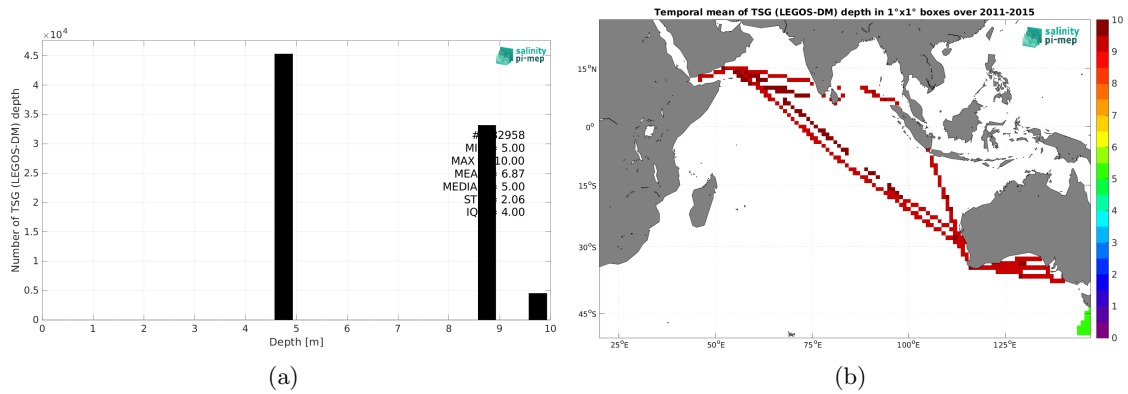 Temporal mean of TSG (LEGOS-DM) depth in 1°x1° boxes over 2011-2015
×10⁴
salinity
pi-mep
Number of TSG (LEGOS-DM) depth
4.5
4
3.5
3
2.5
2
1.5
1
0.5
0
5.00
MAX 10.00
6.87
5.00
2.06
4.00
0 1 2 3 4 5 6 7 8 9 10
Depth [m]
(a)
salinity
pi-mep
15°N
0°
15°S
30°S
45°S
25°E 50°E 75°E 100°E 125°E
10
9
8
7
6
5
4
3
2
1
0
(b)